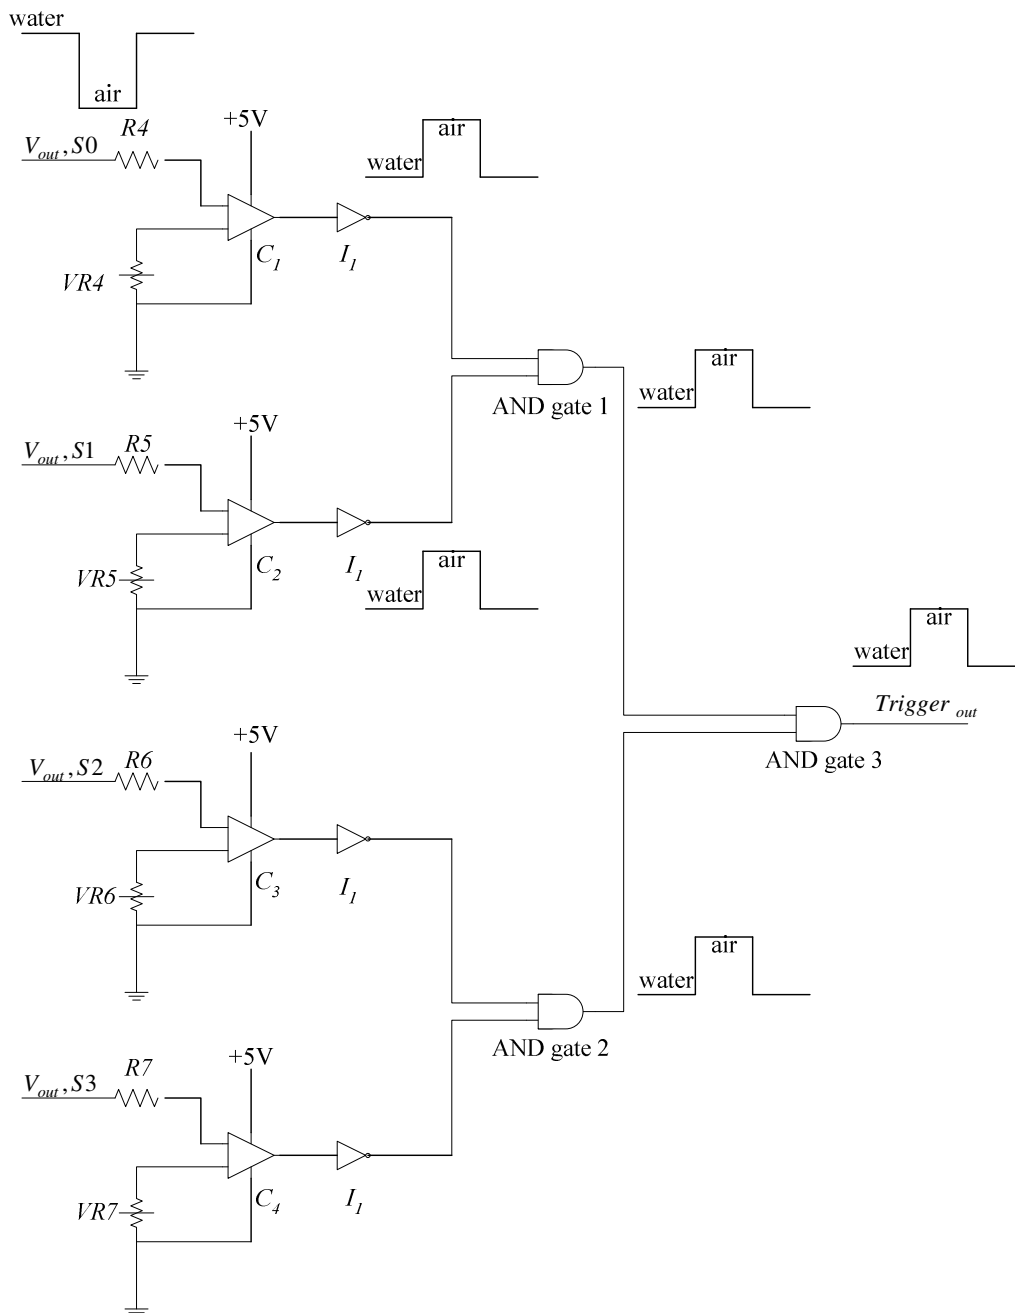 water
air
R4
V_out, S0
+5V
air
water
C_1
I_1
VR4
air
water
AND gate 1
+5V
R5
V_out, S1
C_2
I_1
VR5
air
water
air
water
Trigger_out
AND gate 3
+5V
R6
V_out, S2
C_3
I_1
VR6
air
water
AND gate 2
+5V
R7
V_out, S3
C_4
I_1
VR7